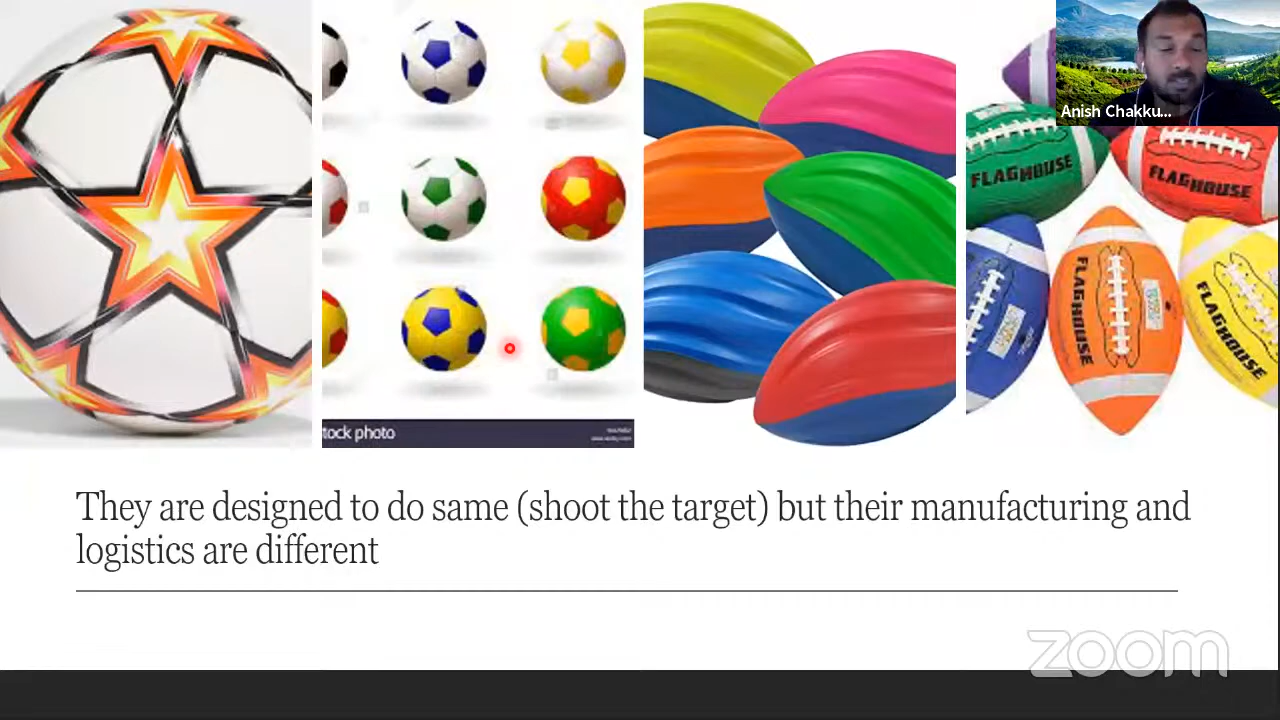 Anish Chakku...
FLAGHOUSE
FLAGHOUSE
FLAGHOUSE
FLAGHOUSE
tock photo
They are designed to do same (shoot the target) but their manufacturing and
logistics are different
zoom